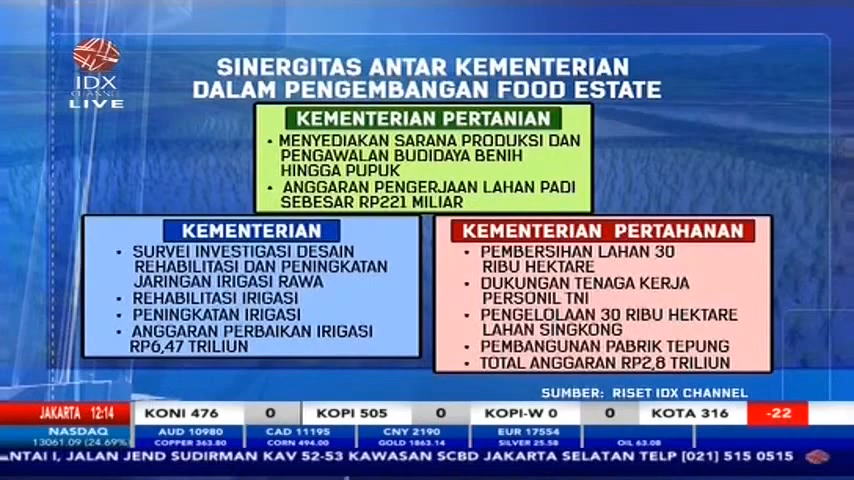 IDX
CHANNEL
LIVE
SINERGITAS ANTAR KEMENTERIAN
DALAM PENGEMBANGAN FOOD ESTATE
KEMENTERIAN PERTANIAN
• MENYEDIAKAN SARANA PRODUKSI DAN
PENGAWALAN BUDIDAYA BENIH
HINGGA PUPUK
• ANGGARAN PENGERJAAN LAHAN PADI
SEBESAR RP221 MILIAR
KEMENTERIAN
• SURVEI INVESTIGASI DESAIN
REHABILITASI DAN PENINGKATAN
JARINGAN IRIGASI RAWA
• REHABILITASI IRIGASI
• PENINGKATAN IRIGASI
• ANGGARAN PERBAIKAN IRIGASI
RP6,47 TRILIUN
KEMENTERIAN PERTAHANAN
• PEMBERSIHAN LAHAN 30
RIBU HEKTARE
• DUKUNGAN TENAGA KERJA
PERSONIL TNI
• PENGELOLAAN 30 RIBU HEKTARE
LAHAN SINGKONG
• PEMBANGUNAN PABRIK TEPUNG
• TOTAL ANGGARAN RP2,8 TRILIUN
SUMBER: RISET IDX CHANNEL
JAKARTA 12:14 KONI 476 0 KOPI 505 0 KOPI-W 0 0 KOTA 316 -22
NASDAQ AUD 10980 CAD 11195 CNY 2190 EUR 17554
13061.09 (24.69%) COPPER 363.80 CORN 494.00 GOLD 1863.14 SILVER 25.58 OIL 63.08
ANTAI I, JALAN JEND SUDIRMAN KAV 52-53 KAWASAN SCBD JAKARTA SELATAN TELP (021) 515 0515